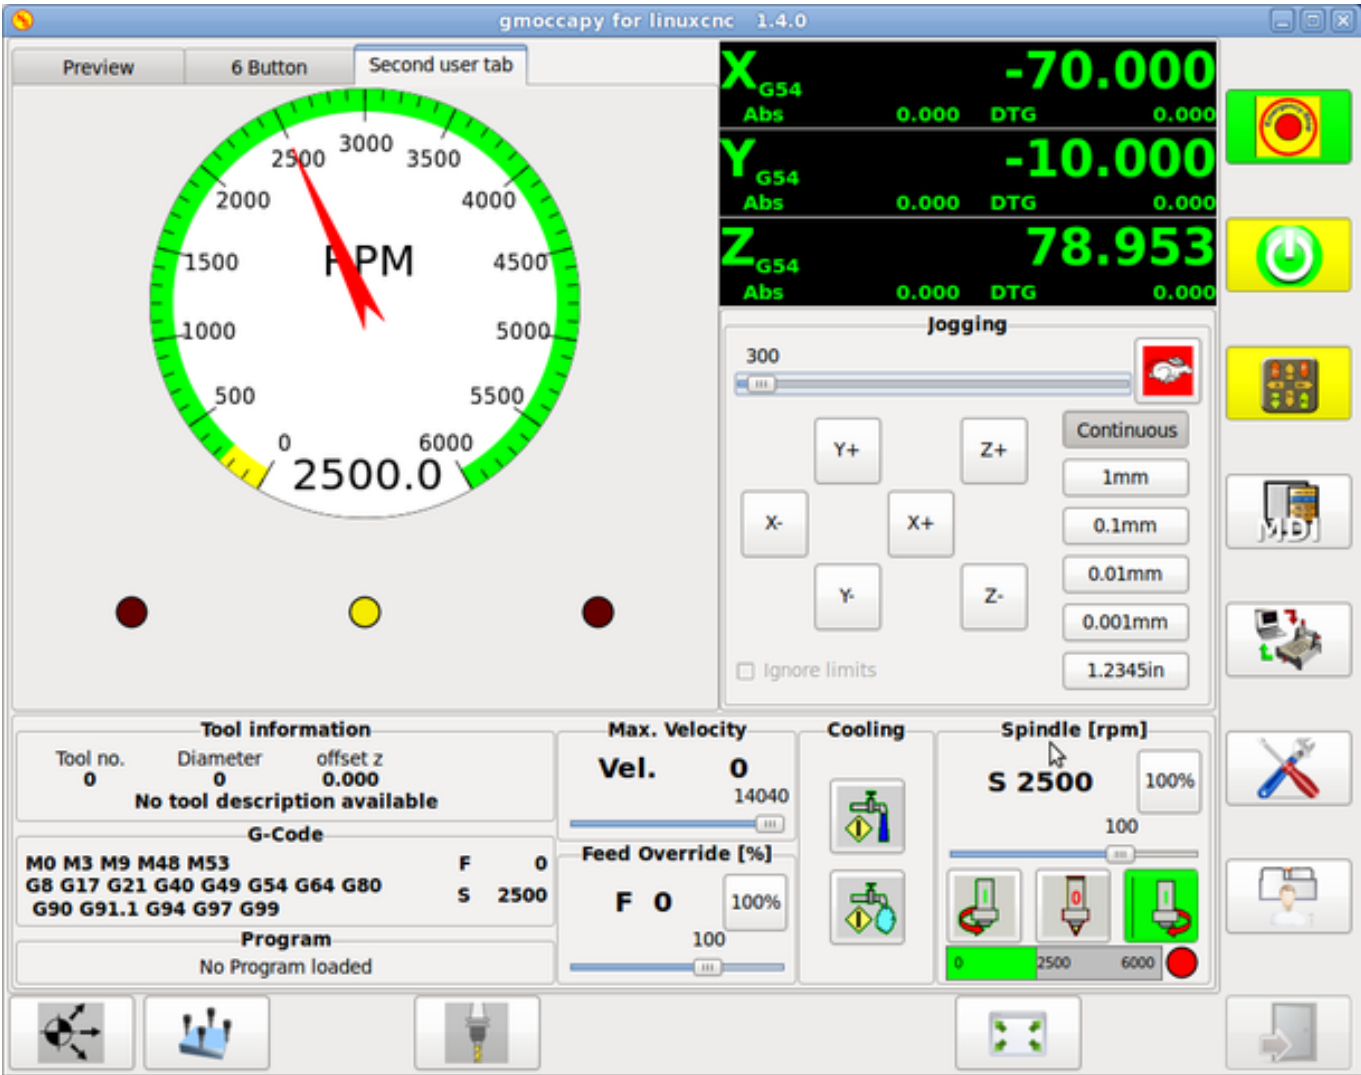 gmoccapy for linuxcnc 1.4.0
Preview 6 Button Second user tab
3000
2500 3500
2000 4000
1500 RPM 4500
1000 5000
500 5500
0 6000
2500.0
X G54 -70.000
Abs 0.000 DTG 0.000
Y G54 -10.000
Abs 0.000 DTG 0.000
Z G54 78.953
Abs 0.000 DTG 0.000
Jogging
300
Y+ Z+
X- X+
Y- Z-
Continuous
1mm
0.1mm
0.01mm
0.001mm
1.2345in
Ignore limits
MDI
Tool information
Tool no. Diameter offset z
0 0 0.000
No tool description available
G-Code
M0 M3 M9 M48 M53 F 0
G8 G17 G21 G40 G49 G54 G64 G80 S 2500
G90 G91.1 G94 G97 G99
Program
No Program loaded
Max. Velocity
Vel. 0
14040
Feed Override [%]
F 0 100%
100
Cooling
Spindle [rpm]
S 2500 100%
100
1 0 1
0 2500 6000